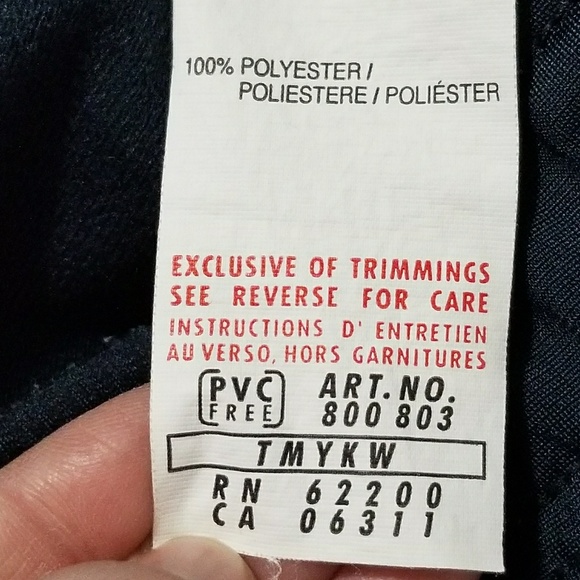 100% POLYESTER /
POLIESTERE / POLIÉSTER
EXCLUSIVE OF TRIMMINGS
SEE REVERSE FOR CARE
INSTRUCTIONS D' ENTRETIEN
AU VERSO, HORS GARNITURES
PVC ART. NO.
FREE 800 803
TMYKW
RN 62200
CA 06311